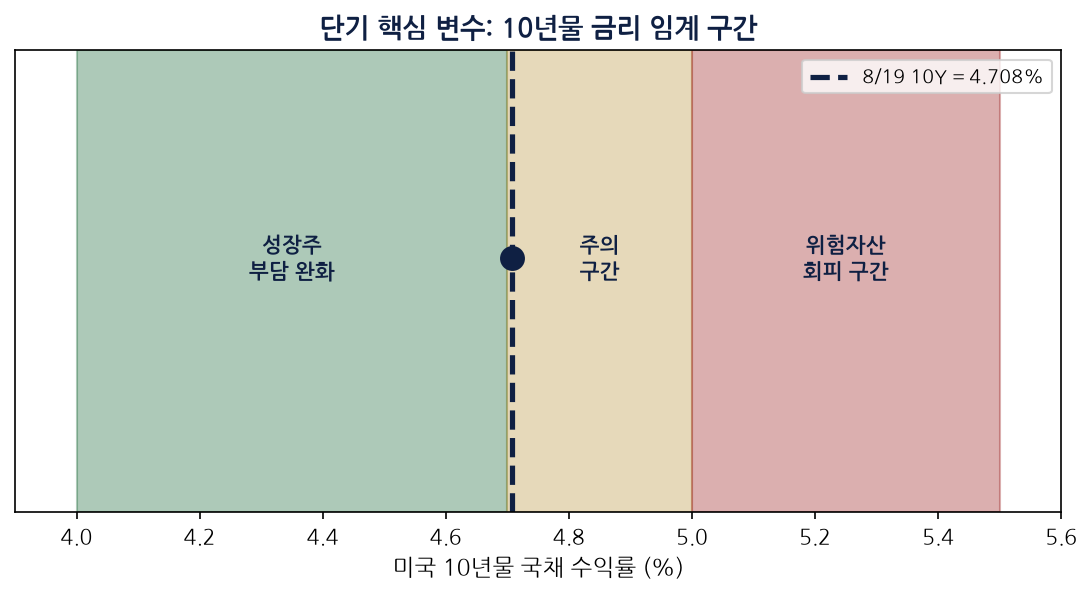 단기 핵심 변수: 10년물 금리 임계 구간
8/19 10Y = 4.708%
성장주
부담 완화
주의
구간
위험자산
회피 구간
4.0 4.2 4.4 4.6 4.8 5.0 5.2 5.4 5.6
미국 10년물 국채 수익률 (%)